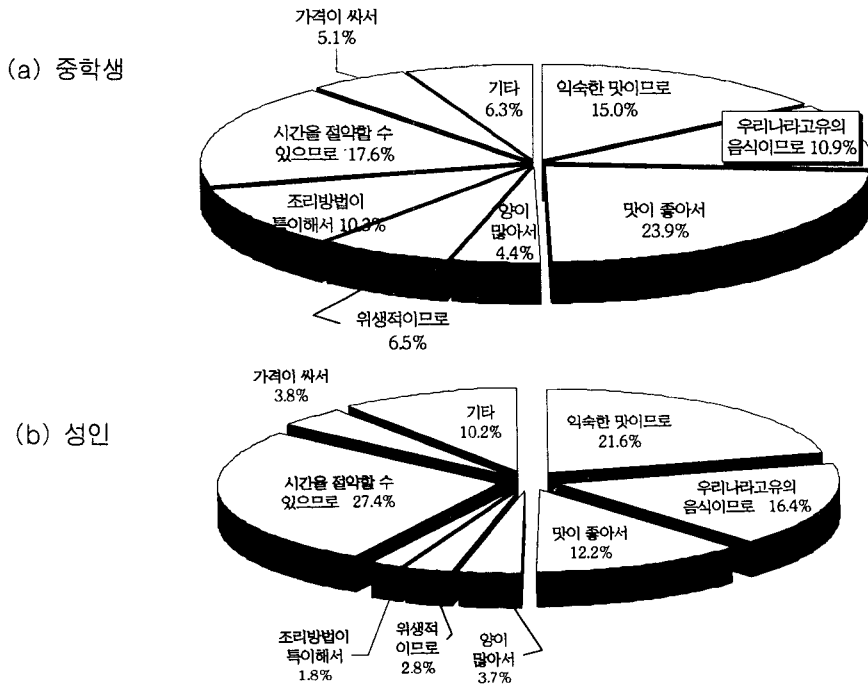 (a) 중학생
가격이 싸서
5.1%
기타
6.3%
익숙한 맛이므로
15.0%
우리나라고유의
음식이므로 10.9%
시간을 절약할 수
있으므로 17.6%
조리방법이
특이해서 10.3%
양이
많아서
4.4%
맛이 좋아서
23.9%
위생적이므로
6.5%
(b) 성인
가격이 싸서
3.8%
기타
10.2%
익숙한 맛이므로
21.6%
시간을 절약할 수
있으므로 27.4%
우리나라고유의
음식이므로 16.4%
맛이 좋아서
12.2%
조리방법이
특이해서
1.8%
위생적
이므로
2.8%
양이
많아서
3.7%